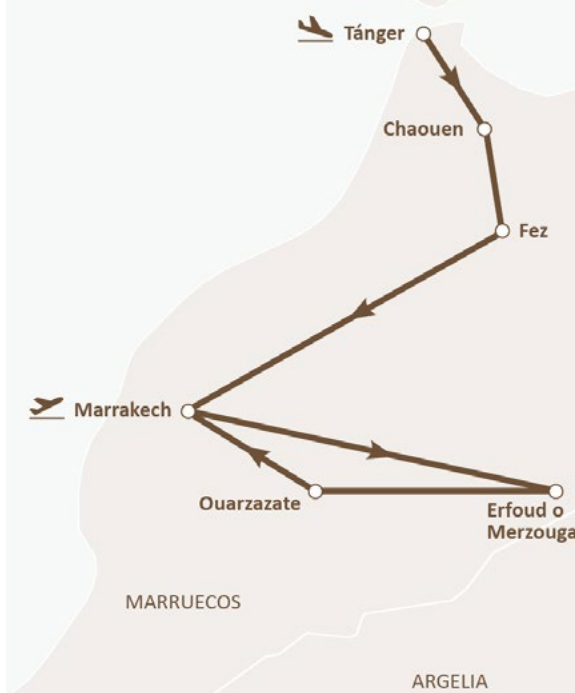 Tánger
Chaouen
Fez
Marrakech
Ouarzazate
Erfoud o
Merzouga
MARRUECOS
ARGELIA